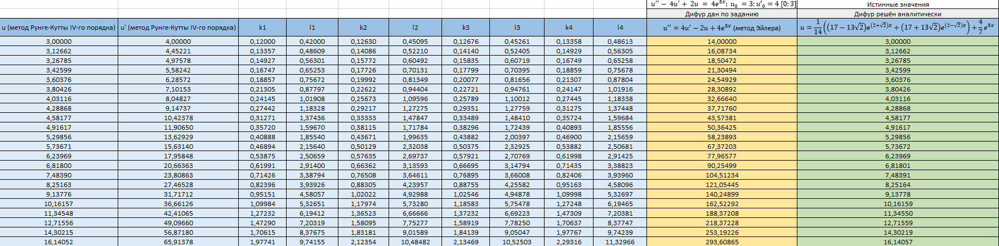 u′′ − 4u′ + 2u = 4e^{5x}; u₀ = 3; u′₀ = 4 [0; 3] Истинные значения
Дифур дан по заданию Дифур решён аналитически
u (метод Рунге-Кутты IV-го порядка) u' (метод Рунге-Кутты IV-го порядка) k1 l1 k2 l2 k3 l3 k4 l4 u′′ = 4u′ − 2u + 4e^{5x} (метод Эйлера) u = 1/14((17 − 13√2)e^{(2+√2)x} + (17 + 13√2)e^{(2−√2)x}) + 4/7 e^{5x}
3,00000 4,00000 0,12000 0,42000 0,12630 0,45095 0,12676 0,45261 0,13358 0,48613 14,00000 3,00000
3,12662 4,45221 0,13357 0,48609 0,14086 0,52210 0,14140 0,52405 0,14929 0,56305 16,08734 3,12662
3,26785 4,97578 0,14927 0,56301 0,15772 0,60492 0,15835 0,60719 0,16749 0,65258 18,50472 3,26785
3,42599 5,58242 0,16747 0,65253 0,17726 0,70131 0,17799 0,70395 0,18859 0,75678 21,30494 3,42599
3,60376 6,28572 0,18857 0,75672 0,19992 0,81349 0,20077 0,81656 0,21307 0,87804 24,54929 3,60376
3,80426 7,10153 0,21305 0,87797 0,22622 0,94404 0,22721 0,94761 0,24147 1,01916 28,30892 3,80426
4,03116 8,04827 0,24145 1,01908 0,25673 1,09596 0,25789 1,10012 0,27445 1,18338 32,66640 4,03116
4,28868 9,14737 0,27442 1,18328 0,29217 1,27275 0,29351 1,27759 0,31275 1,37448 37,71760 4,28868
4,58177 10,42378 0,31271 1,37436 0,33333 1,47847 0,33489 1,48410 0,35724 1,59684 43,57381 4,58177
4,91617 11,90650 0,35720 1,59670 0,38115 1,71784 0,38296 1,72439 0,40893 1,85556 50,36425 4,91617
5,29856 13,62929 0,40888 1,85540 0,43671 1,99635 0,43882 2,00397 0,46900 2,15659 58,23893 5,29856
5,73671 15,63140 0,46894 2,15640 0,50129 2,32038 0,50375 2,32925 0,53882 2,50681 67,37203 5,73672
6,23969 17,95848 0,53875 2,50659 0,57635 2,69737 0,57921 2,70769 0,61998 2,91425 77,96577 6,23969
6,81800 20,66363 0,61991 2,91400 0,66362 3,13593 0,66695 3,14794 0,71435 3,38823 90,25499 6,81801
7,48390 23,80863 0,71426 3,38794 0,76508 3,64611 0,76895 3,66008 0,82406 3,93960 104,51234 7,48391
8,25163 27,46528 0,82396 3,93926 0,88305 4,23957 0,88755 4,25582 0,95163 4,58096 121,05445 8,25164
9,13776 31,71712 0,95151 4,58057 1,02022 4,92988 1,02546 4,94878 1,09998 5,32697 140,24899 9,13778
10,16157 36,66126 1,09984 5,32651 1,17974 5,73280 1,18583 5,75478 1,27248 6,19465 162,52292 10,16159
11,34548 42,41065 1,27232 6,19412 1,36523 6,66666 1,37232 6,69223 1,47309 7,20381 188,37208 11,34550
12,71556 49,09660 1,47290 7,20319 1,58095 7,75277 1,58919 7,78250 1,70637 8,37747 218,37228 12,71559
14,30215 56,87180 1,70615 8,37675 1,83181 9,01589 1,84139 9,05047 1,97767 9,74239 253,19226 14,30219
16,14052 65,91378 1,97741 9,74155 2,12354 10,48482 2,13469 10,52503 2,29316 11,32966 293,60865 16,14057